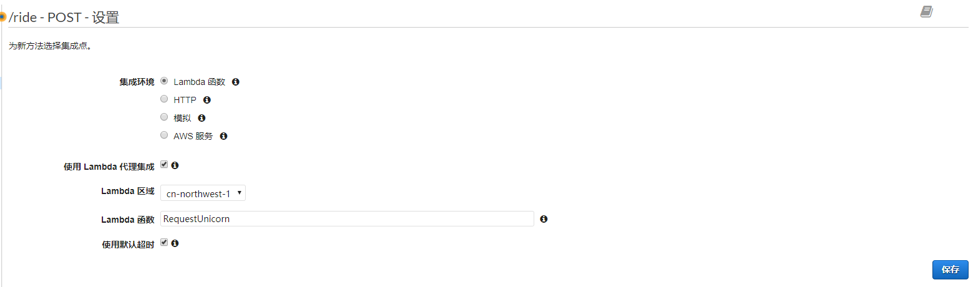 /ride - POST - 设置
为新方法选择集成点。
集成环境 Lambda 函数
HTTP
模拟
AWS 服务
使用 Lambda 代理集成
Lambda 区域 cn-northwest-1
Lambda 函数 RequestUnicorn
使用默认超时
保存